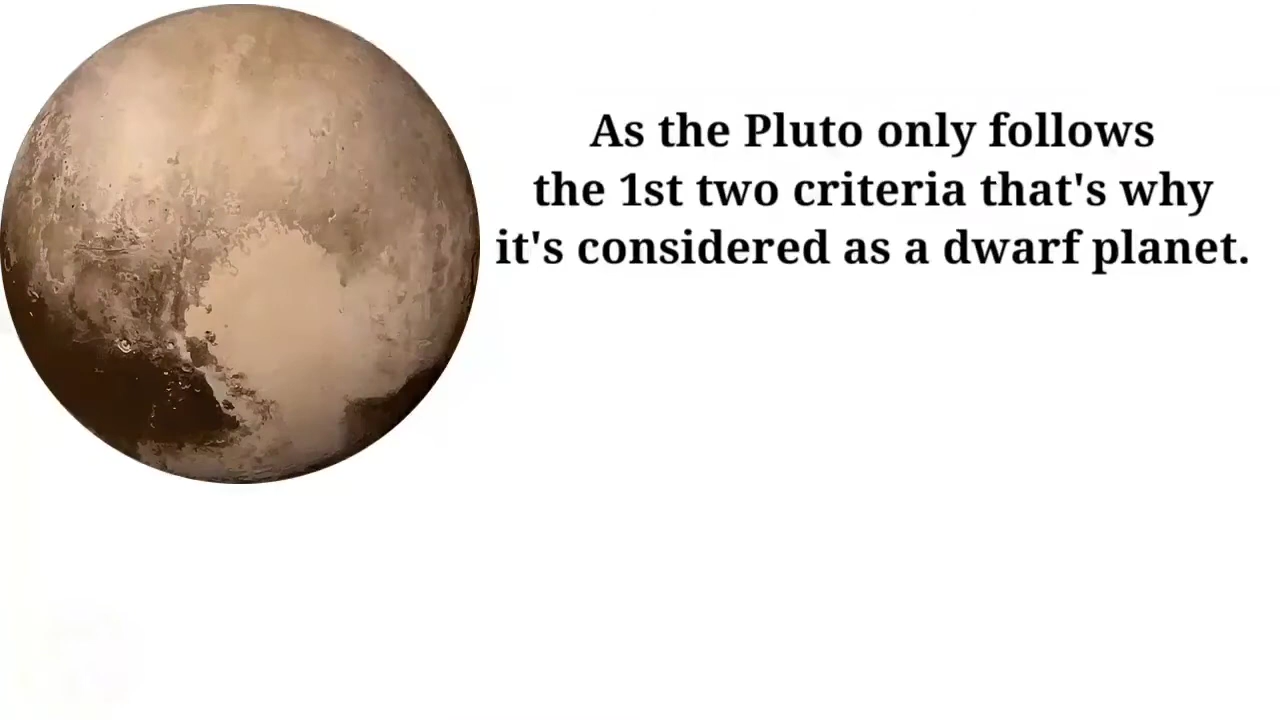 As the Pluto only follows
the 1st two criteria that's why
it's considered as a dwarf planet.